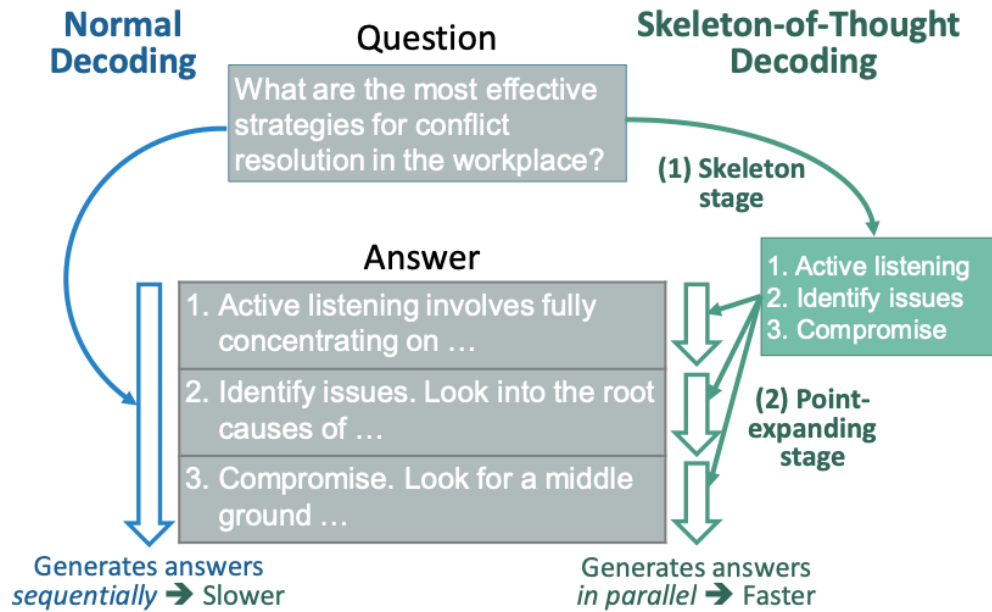 Normal
Decoding
Question
Skeleton-of-Thought
Decoding
What are the most effective
strategies for conflict
resolution in the workplace?
(1) Skeleton
stage
Answer
1. Active listening
2. Identify issues
3. Compromise
1. Active listening involves fully
concentrating on …
2. Identify issues. Look into the root
causes of …
3. Compromise. Look for a middle
ground …
(2) Point-
expanding
stage
Generates answers
sequentially ➔ Slower
Generates answers
in parallel ➔ Faster